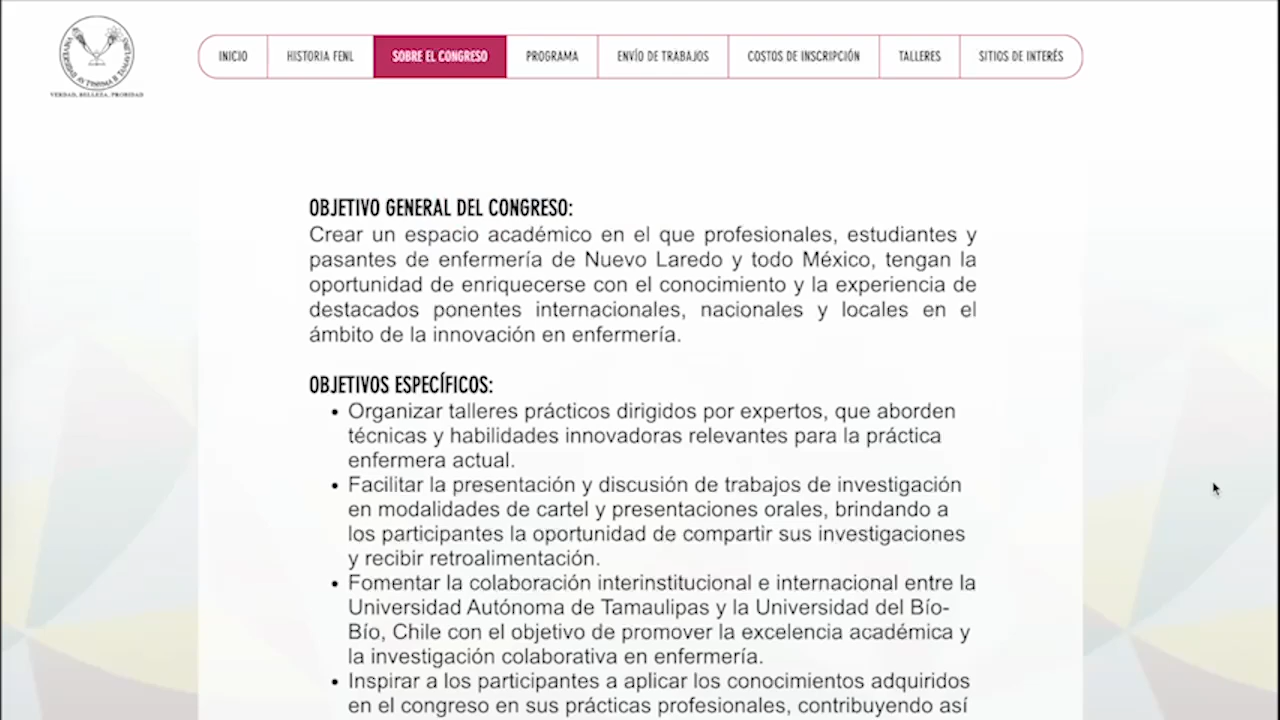 VERDAD, BELLEZA, PROBIDAD
INICIO
HISTORIA FENL
SOBRE EL CONGRESO
PROGRAMA
ENVÍO DE TRABAJOS
COSTOS DE INSCRIPCIÓN
TALLERES
SITIOS DE INTERÉS
OBJETIVO GENERAL DEL CONGRESO:
Crear un espacio académico en el que profesionales, estudiantes y
pasantes de enfermería de Nuevo Laredo y todo México, tengan la
oportunidad de enriquecerse con el conocimiento y la experiencia de
destacados ponentes internacionales, nacionales y locales en el
ámbito de la innovación en enfermería.
OBJETIVOS ESPECÍFICOS:
• Organizar talleres prácticos dirigidos por expertos, que aborden
técnicas y habilidades innovadoras relevantes para la práctica
enfermera actual.
• Facilitar la presentación y discusión de trabajos de investigación
en modalidades de cartel y presentaciones orales, brindando a
los participantes la oportunidad de compartir sus investigaciones
y recibir retroalimentación.
• Fomentar la colaboración interinstitucional e internacional entre la
Universidad Autónoma de Tamaulipas y la Universidad del Bío-
Bío, Chile con el objetivo de promover la excelencia académica y
la investigación colaborativa en enfermería.
• Inspirar a los participantes a aplicar los conocimientos adquiridos
en el congreso en sus prácticas profesionales, contribuyendo así